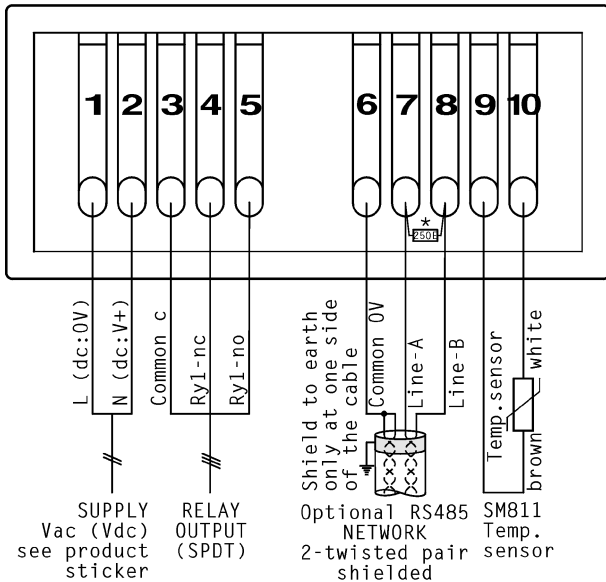 1 2 3 4 5 6 7 8 9 10
*
250E
L (dc:0V)
N (dc:V+)
Common c
Ry1-nc
Ry1-no
Shield to earth
only at one side
of the cable
Common 0V
Line-A
Line-B
Temp.sensor
white
brown
SUPPLY
Vac (Vdc)
see product
sticker
RELAY
OUTPUT
(SPDT)
Optional RS485
NETWORK
2-twisted pair
shielded
SM811
Temp.
sensor